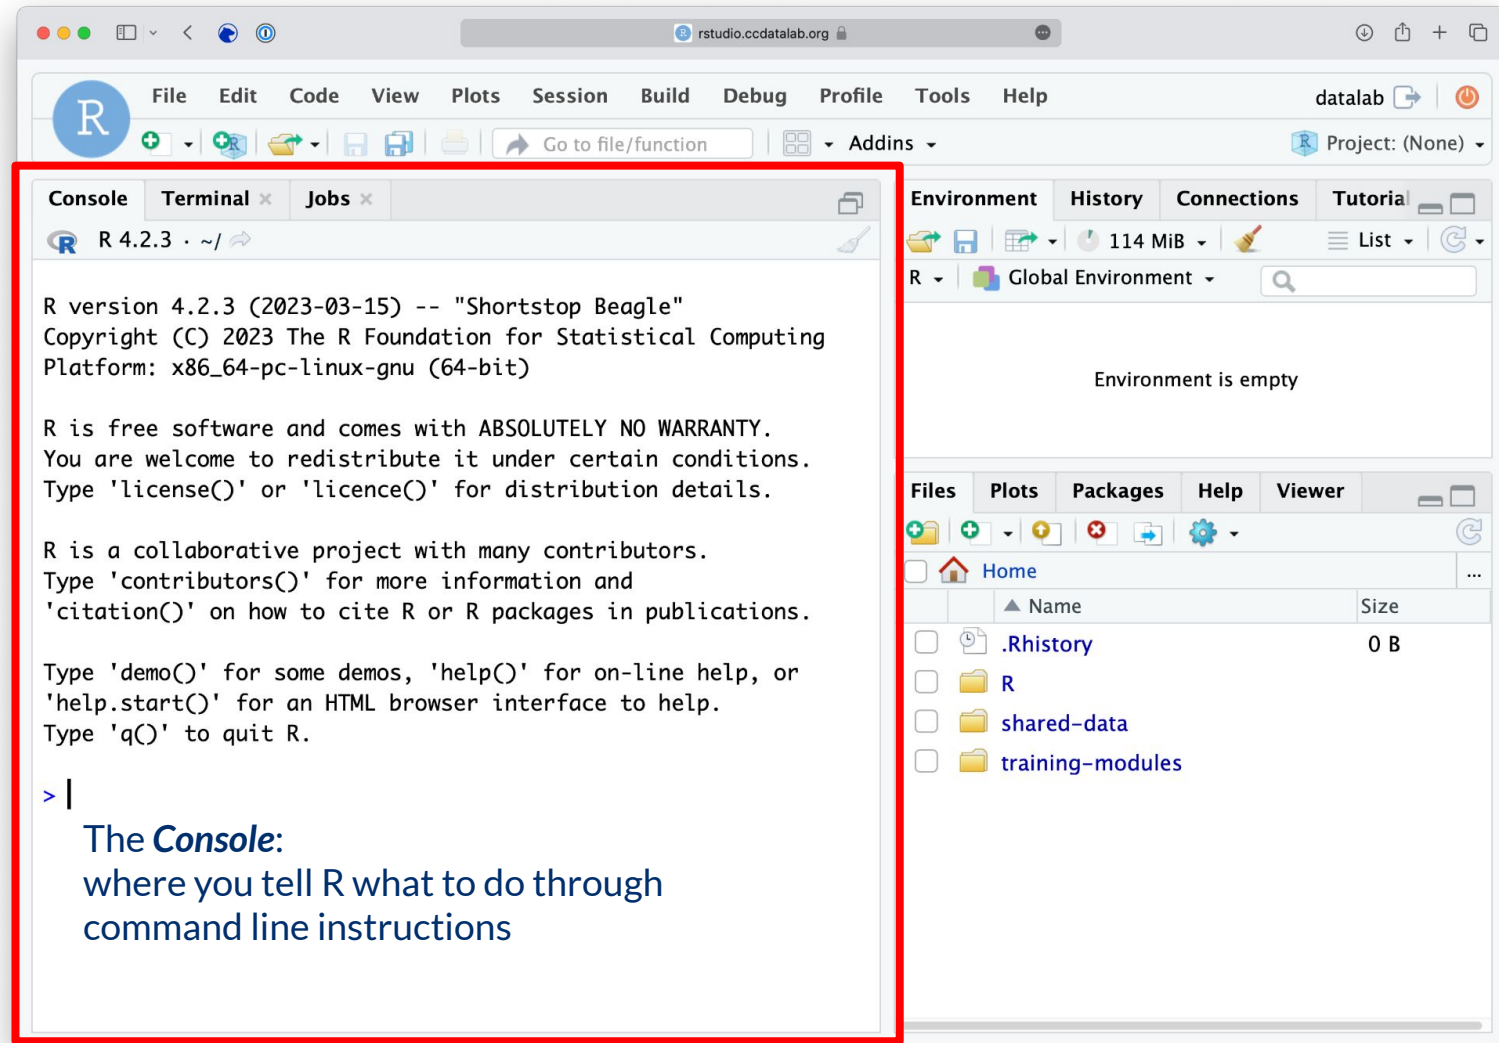 rstudio.ccdatalab.org
R
File Edit Code View Plots Session Build Debug Profile Tools Help
datalab
Go to file/function
Addins
Project: (None)
Console Terminal Jobs
R 4.2.3 · ~/
R version 4.2.3 (2023-03-15) -- "Shortstop Beagle"
Copyright (C) 2023 The R Foundation for Statistical Computing
Platform: x86_64-pc-linux-gnu (64-bit)
R is free software and comes with ABSOLUTELY NO WARRANTY.
You are welcome to redistribute it under certain conditions.
Type 'license()' or 'licence()' for distribution details.
R is a collaborative project with many contributors.
Type 'contributors()' for more information and
'citation()' on how to cite R or R packages in publications.
Type 'demo()' for some demos, 'help()' for on-line help, or
'help.start()' for an HTML browser interface to help.
Type 'q()' to quit R.
>
The Console:
where you tell R what to do through
command line instructions
Environment History Connections Tutorial
114 MiB List
R Global Environment
Environment is empty
Files Plots Packages Help Viewer
Home ...
Name Size
.Rhistory 0 B
R
shared-data
training-modules